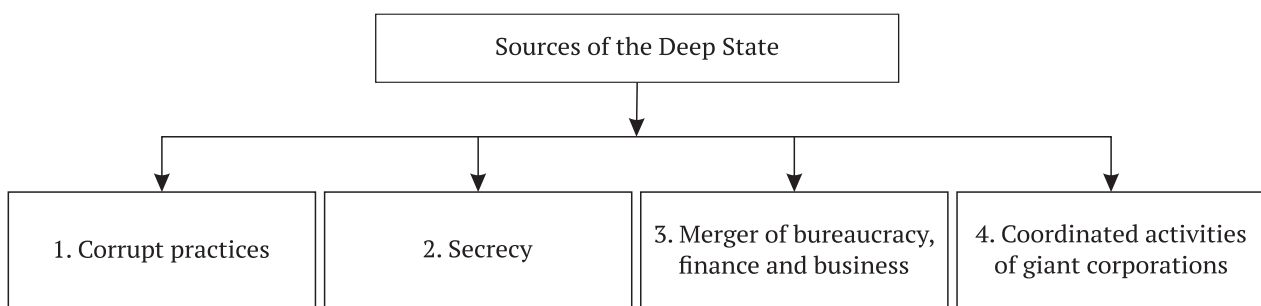 Sources of the Deep State
1. Corrupt practices
2. Secrecy
3. Merger of bureaucracy,
finance and business
4. Coordinated activities
of giant corporations